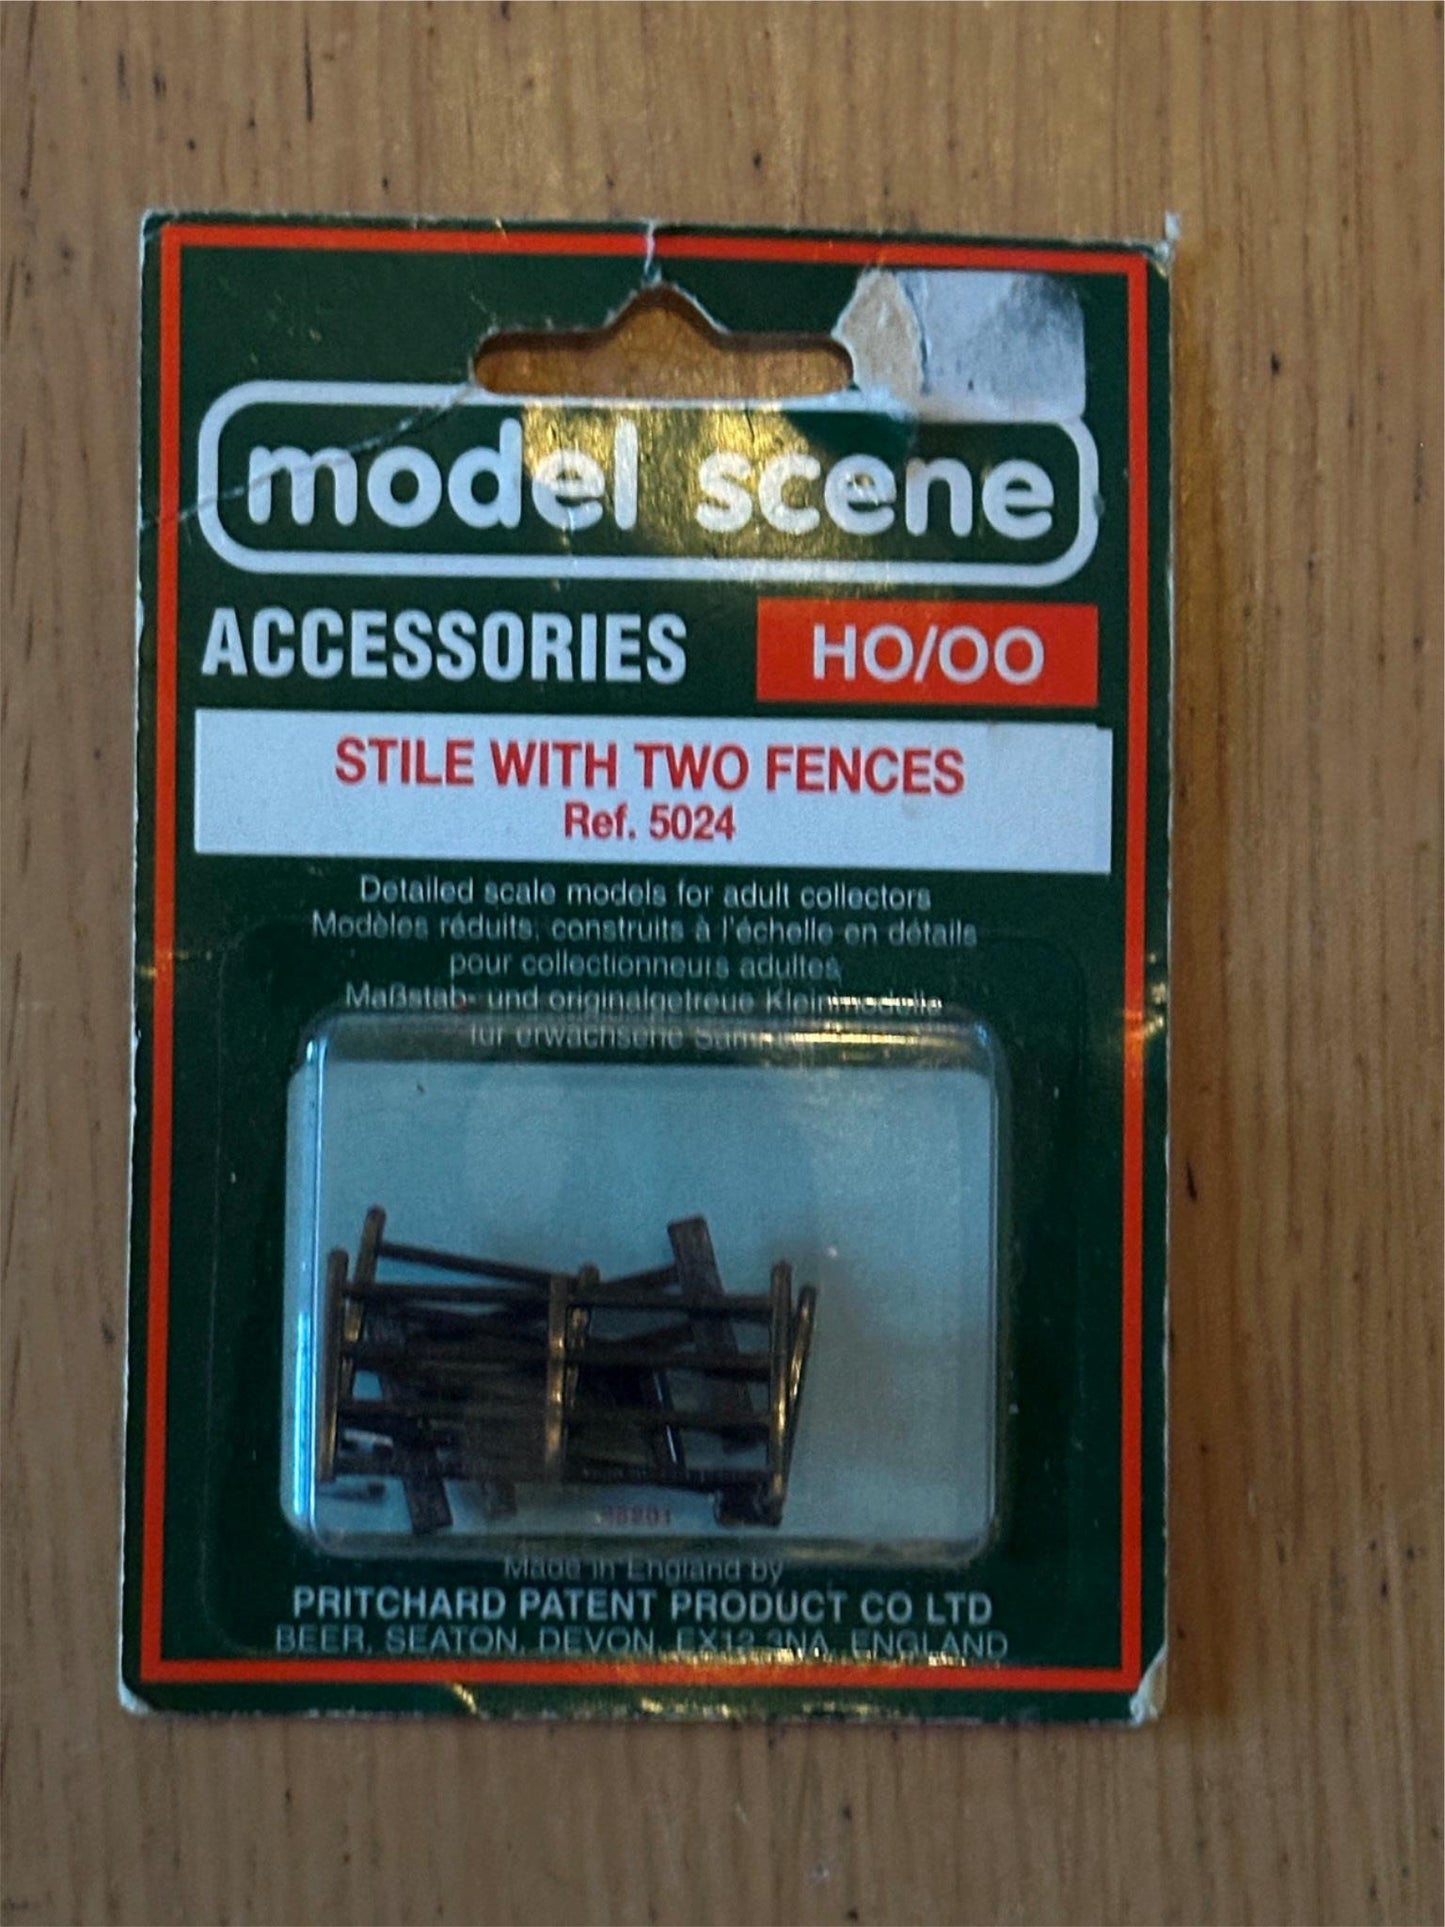 model scene
ACCESSORIES
HO/OO
STILE WITH TWO FENCES
Ref. 5024
Detailed scale models for adult collectors
Modèles réduits, construits à l'échelle en détails
pour collectionneurs adultes
Maßstab- und originalgetreue Kleinmodelle
für erwachsene
Made in England by
PRITCHARD PATENT PRODUCT CO LTD
BEER, SEATON, DEVON, EX12 3NA, ENGLAND